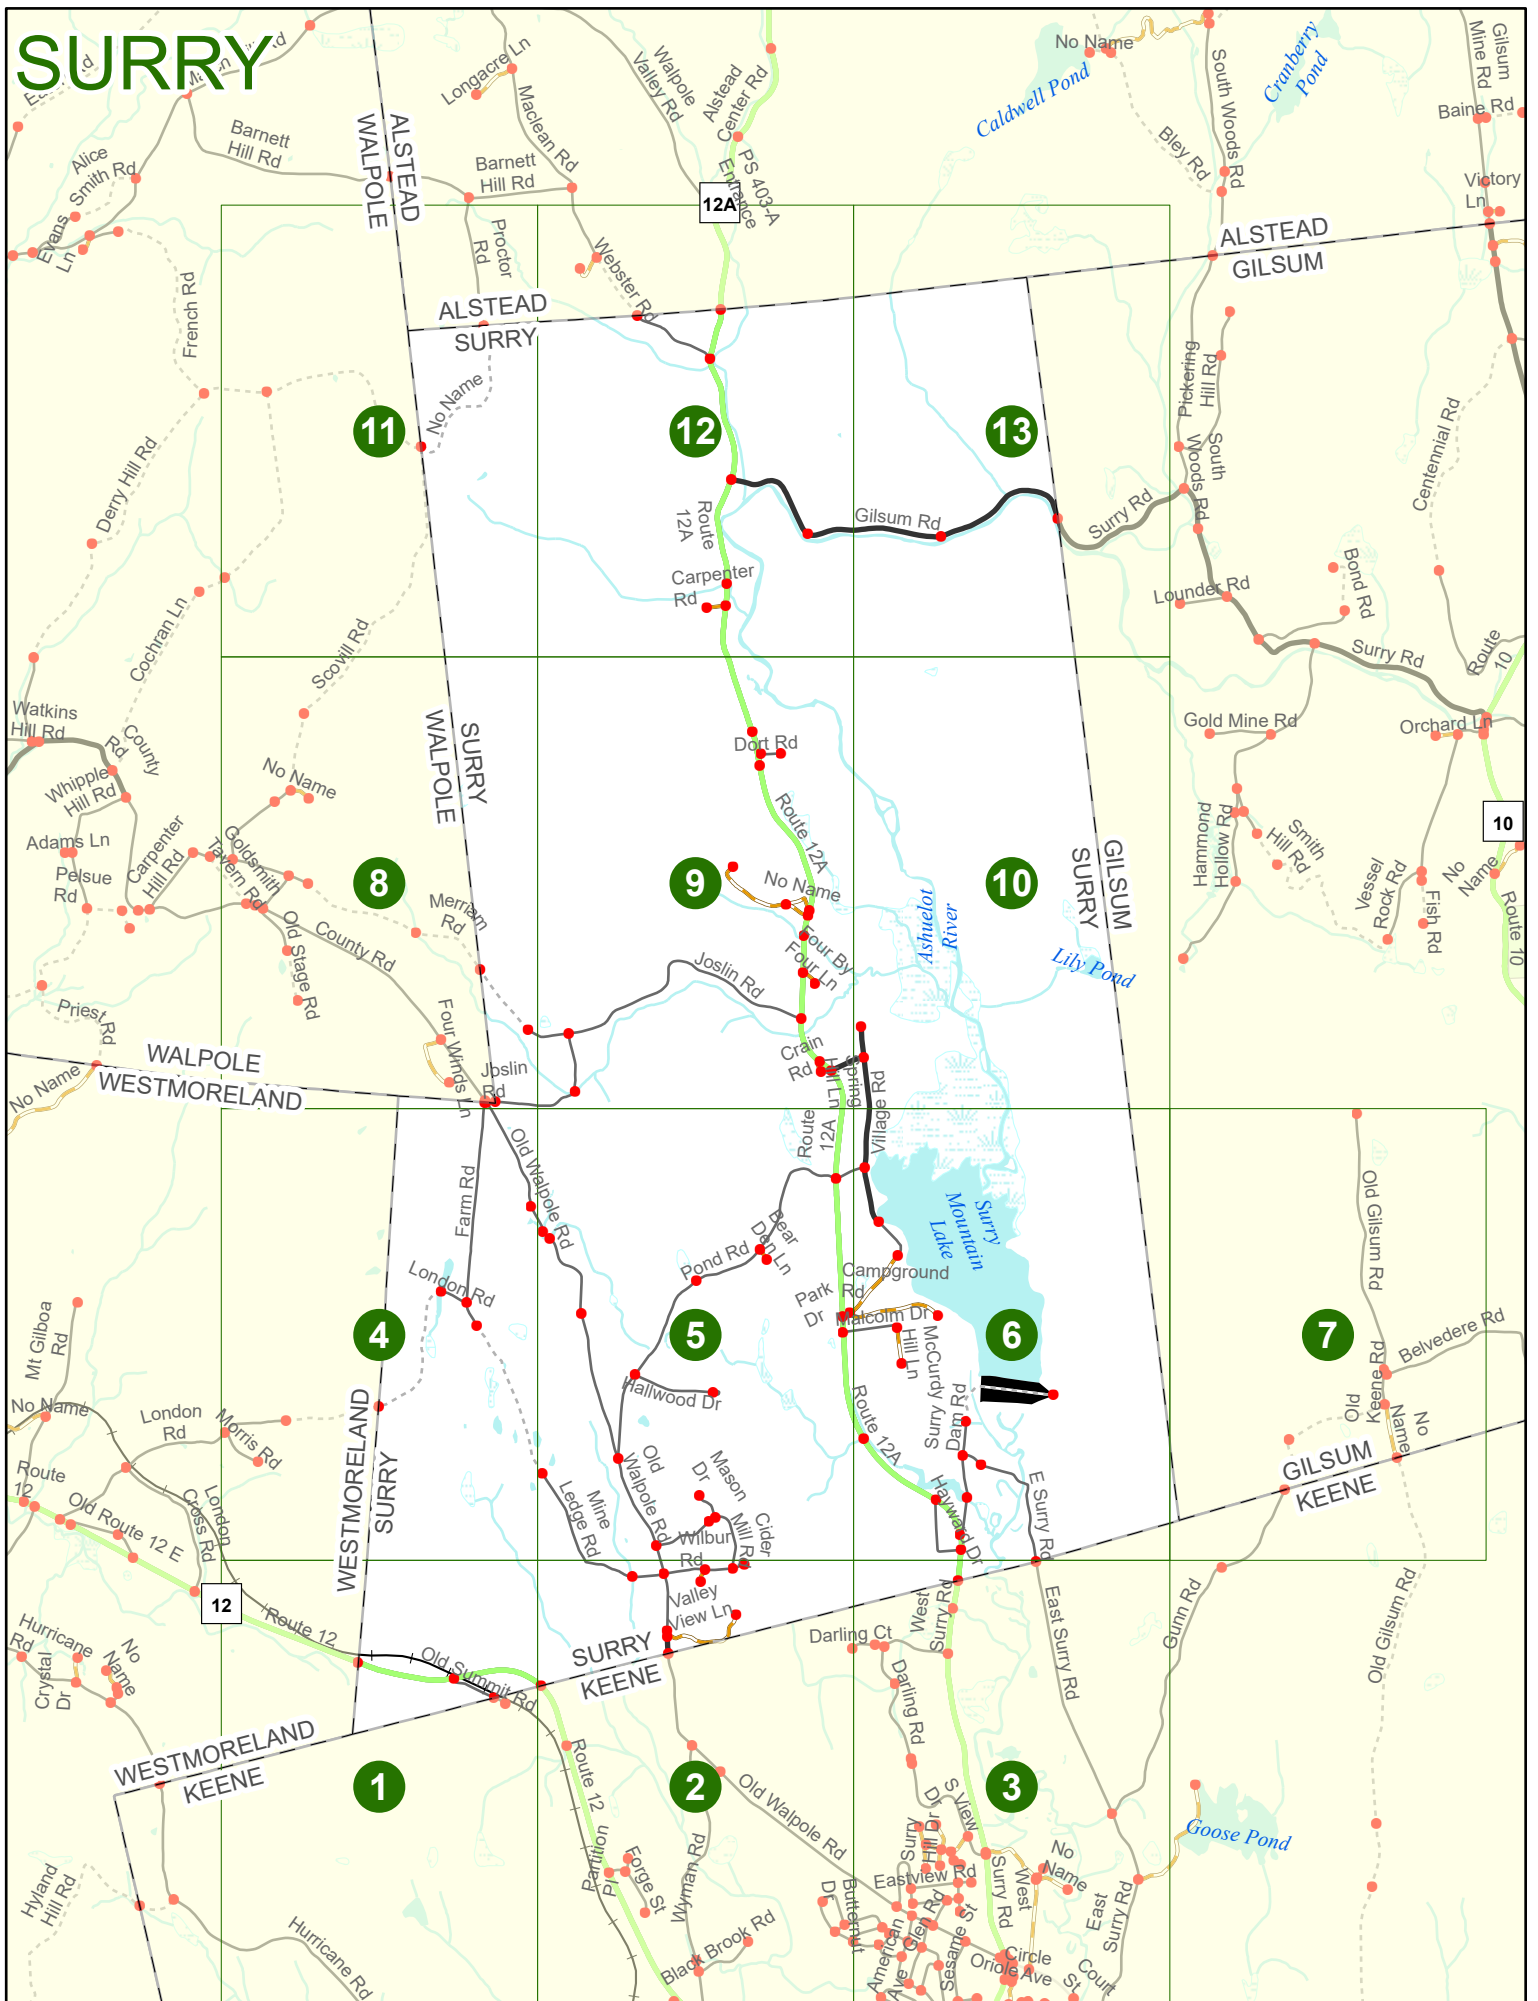 SURRY
Longacre Ln
Maclean Rd
Walpole
Valley Rd
Alstead
Center Rd
PS 403-A
Entrance
12A
No Name
Caldwell Pond
Cranberry
Pond
South Woods Rd
Bley Rd
Gilsum
Mine Rd
Baine Rd
Victory
Ln
Barnett
Hill Rd
Alice
Smith Rd
Evans
Ln
ALSTEAD
WALPOLE
Barnett
Hill Rd
Proctor
Rd
Webster Rd
French Rd
ALSTEAD
SURRY
ALSTEAD
GILSUM
No Name
11
12
13
Pickering
Hill Rd
South
Woods Rd
Centennial Rd
Derry Hill Rd
Route
12A
Gilsum Rd
Surry Rd
Carpenter
Rd
Lounder Rd
Bond Rd
Surry Rd
Route
10
Cochran Ln
Scovill Rd
Watkins
Hill Rd
County
Rd
Whipple
Hill Rd
No Name
SURRY
WALPOLE
Dort Rd
Gold Mine Rd
Orchard Ln
10
Adams Ln
Pelsue
Rd
Carpenter
Hill Rd
Goldsmith
Tavern Rd
Route 12A
Hammond
Hollow Rd
Smith
Hill Rd
Vessel
Rock Rd
Fish Rd
No
Name
Route 10
8
9
10
GILSUM
SURRY
No Name
Merriam
Rd
Old Stage Rd
County Rd
Four By
Four Ln
Ashuelot
River
Lily Pond
Joslin Rd
Priest Rd
Four Winds Ln
No Name
WALPOLE
WESTMORELAND
Joslin
Rd
Crain
Rd
Spring
Hill Ln
Village Rd
Route
12A
Old Walpole Rd
Farm Rd
Bear
Den Ln
Pond Rd
Surry
Mountain
Lake
Old Gilsum Rd
London Rd
Campground
Rd
Park
Dr
Malcolm Dr
McCurdy
Hill Ln
4
5
6
7
Mt Gilboa
Rd
Belvedere Rd
Old
Keene Rd
No
Name
Hallwood Dr
Route 12A
Surry
Dam Rd
No Name
London
Rd
Morris Rd
WESTMORELAND
SURRY
Route
12
Old Route 12 E
London
Cross Rd
Old
Walpole Rd
Mason
Dr
Mine
Ledge Rd
Wilbur
Rd
Cider
Mill Rd
Hayward Dr
E Surry Rd
GILSUM
KEENE
Valley
View Ln
12
Route 12
Old Summit Rd
SURRY
KEENE
West
Surry Rd
East Surry Rd
Gunn Rd
Old Gilsum Rd
Darling Ct
Darling Rd
Hurricane
Rd
Crystal
Dr
No
Name
WESTMORELAND
KEENE
1
2
3
Route 12
Old Walpole Rd
S View
Dr
Surry
Hill Dr
Goose Pond
Partition
Pl
Forge St
Wyman Rd
Black Brook Rd
Butternut
Dr
Eastview Rd
West
Surry Rd
No
Name
East
Surry Rd
American
Ave
Glen Rd
Sesame St
Circle
Oriole Ave
Court
St
Hyland
Hill Rd
Hurricane Rd